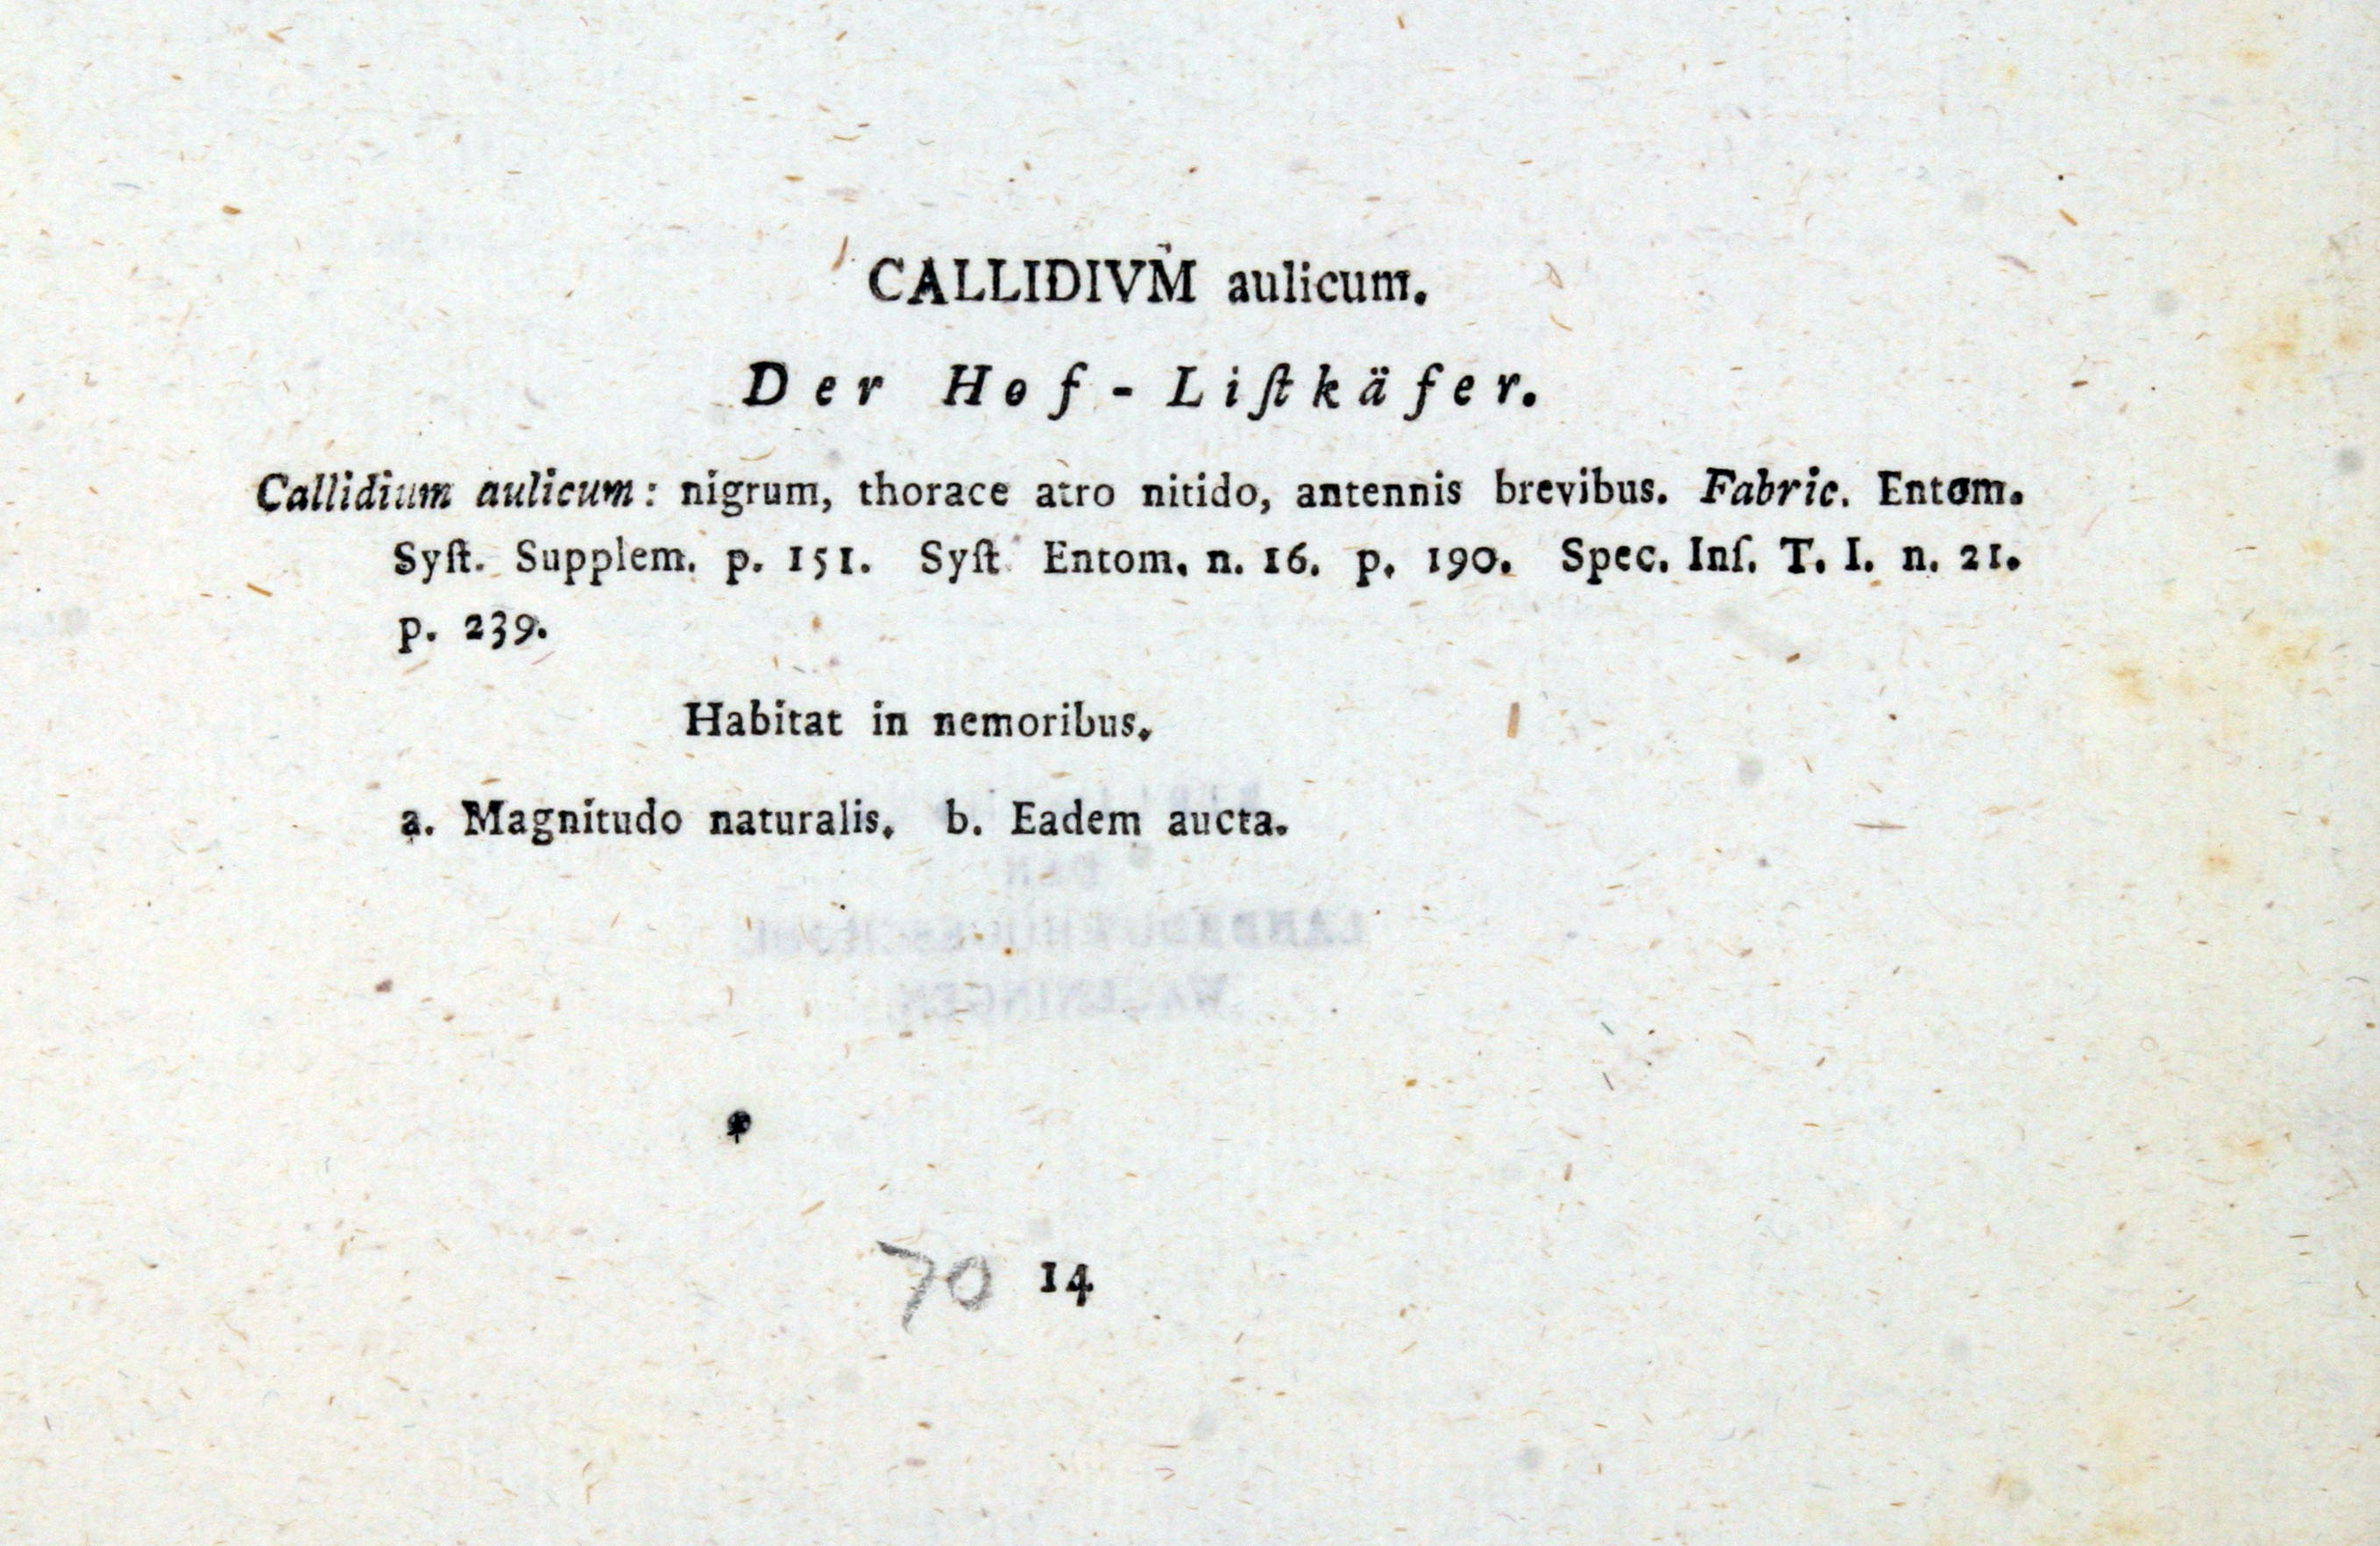 CALLIDIVM aulicum.
Der Hof-Liſtkäfer.
Callidium aulicum: nigrum, thorace atro nitido, antennis brevibus. Fabric. Entom.
Syſt. Supplem. p. 151. Syſt Entom. n. 16. p. 190. Spec. Inſ. T. I. n. 21.
p. 239.
Habitat in nemoribus.
a. Magnitudo naturalis. b. Eadem aucta.
70 14